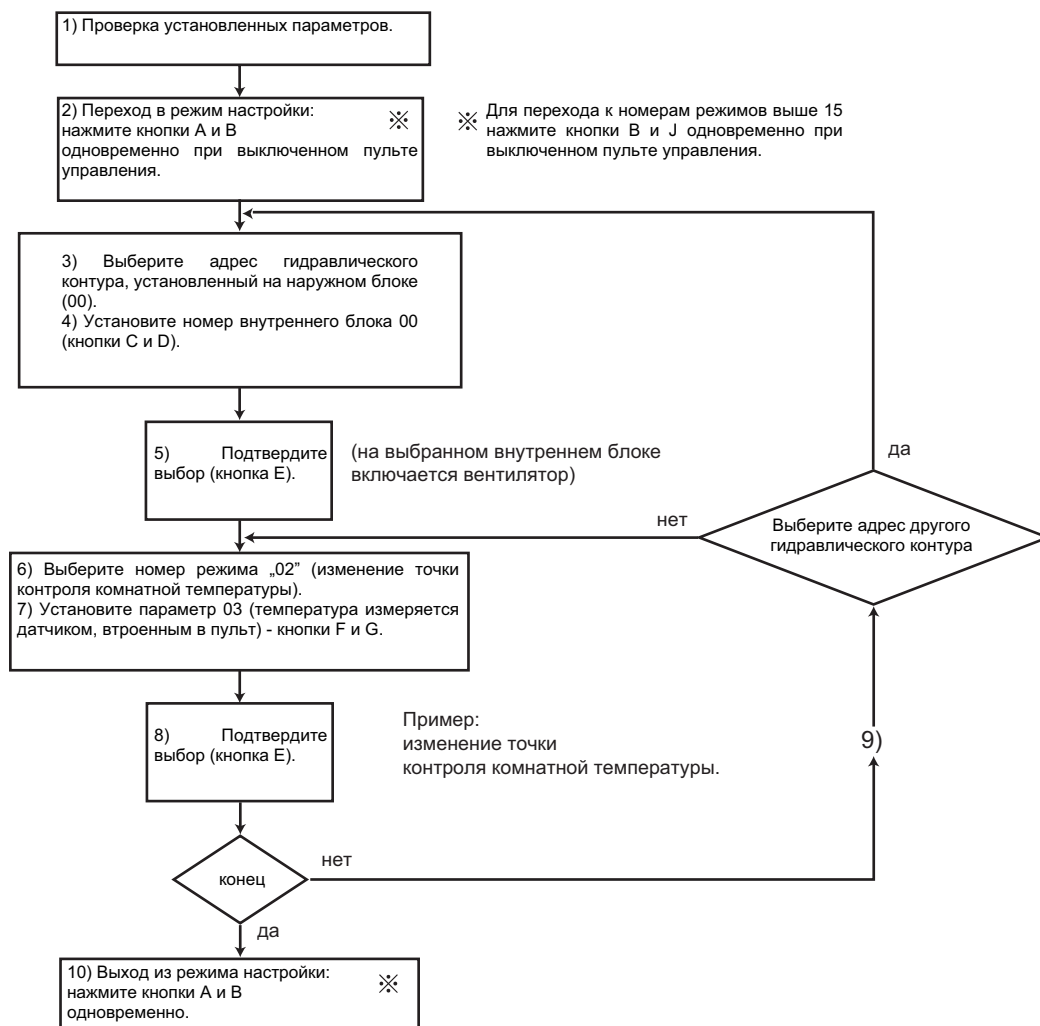 1) Проверка установленных параметров.
2) Переход в режим настройки:
нажмите кнопки А и В
одновременно при выключенном пульте
управления.
※
※ Для перехода к номерам режимов выше 15
нажмите кнопки В и J одновременно при
выключенном пульте управления.
3) Выберите адрес гидравлического
контура, установленный на наружном блоке
(00).
4) Установите номер внутреннего блока 00
(кнопки C и D).
5) Подтвердите
выбор (кнопка E).
(на выбранном внутреннем блоке
включается вентилятор)
да
нет
Выберите адрес другого
гидравлического контура
6) Выберите номер режима „02” (изменение точки
контроля комнатной температуры).
7) Установите параметр 03 (температура измеряется
датчиком, втроенным в пульт) - кнопки F и G.
8) Подтвердите
выбор (кнопка E).
Пример:
изменение точки
контроля комнатной температуры.
9)
конец
нет
да
10) Выход из режима настройки:
нажмите кнопки А и В
одновременно.
※